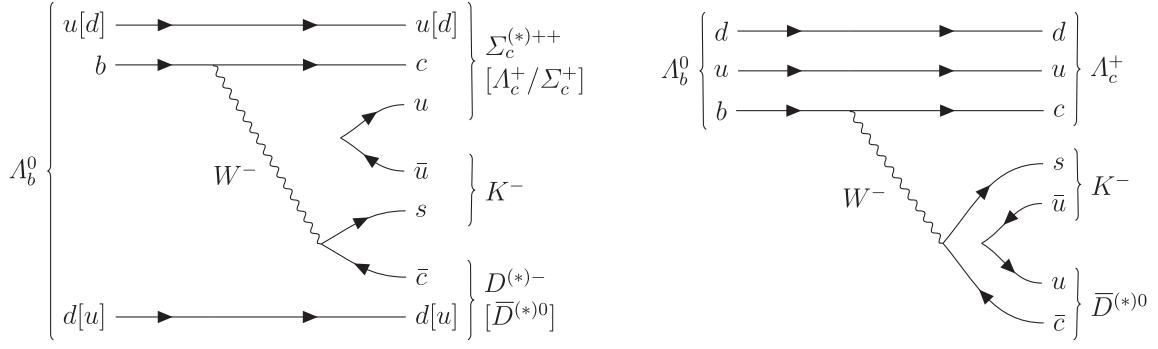 u[d]
u[d]
b
c
Σ_c^{(*)++}
[Λ_c^+/Σ_c^+]
u
Λ_b^0
W^-
ū
K^-
s
c̄
D^{(*)-}
[D̄^{(*)0}]
d[u]
d[u]
d
d
Λ_b^0
u
u
Λ_c^+
b
c
W^-
s
K^-
ū
u
D̄^{(*)0}
c̄